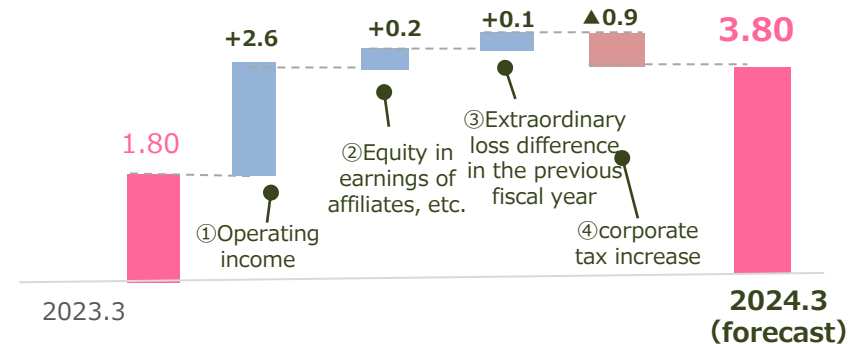 +2.6
+0.2
+0.1
▲0.9
3.80
1.80
①Operating
income
②Equity in
earnings of
affiliates, etc.
③Extraordinary
loss difference
in the previous
fiscal year
④corporate
tax increase
2023.3
2024.3
(forecast)